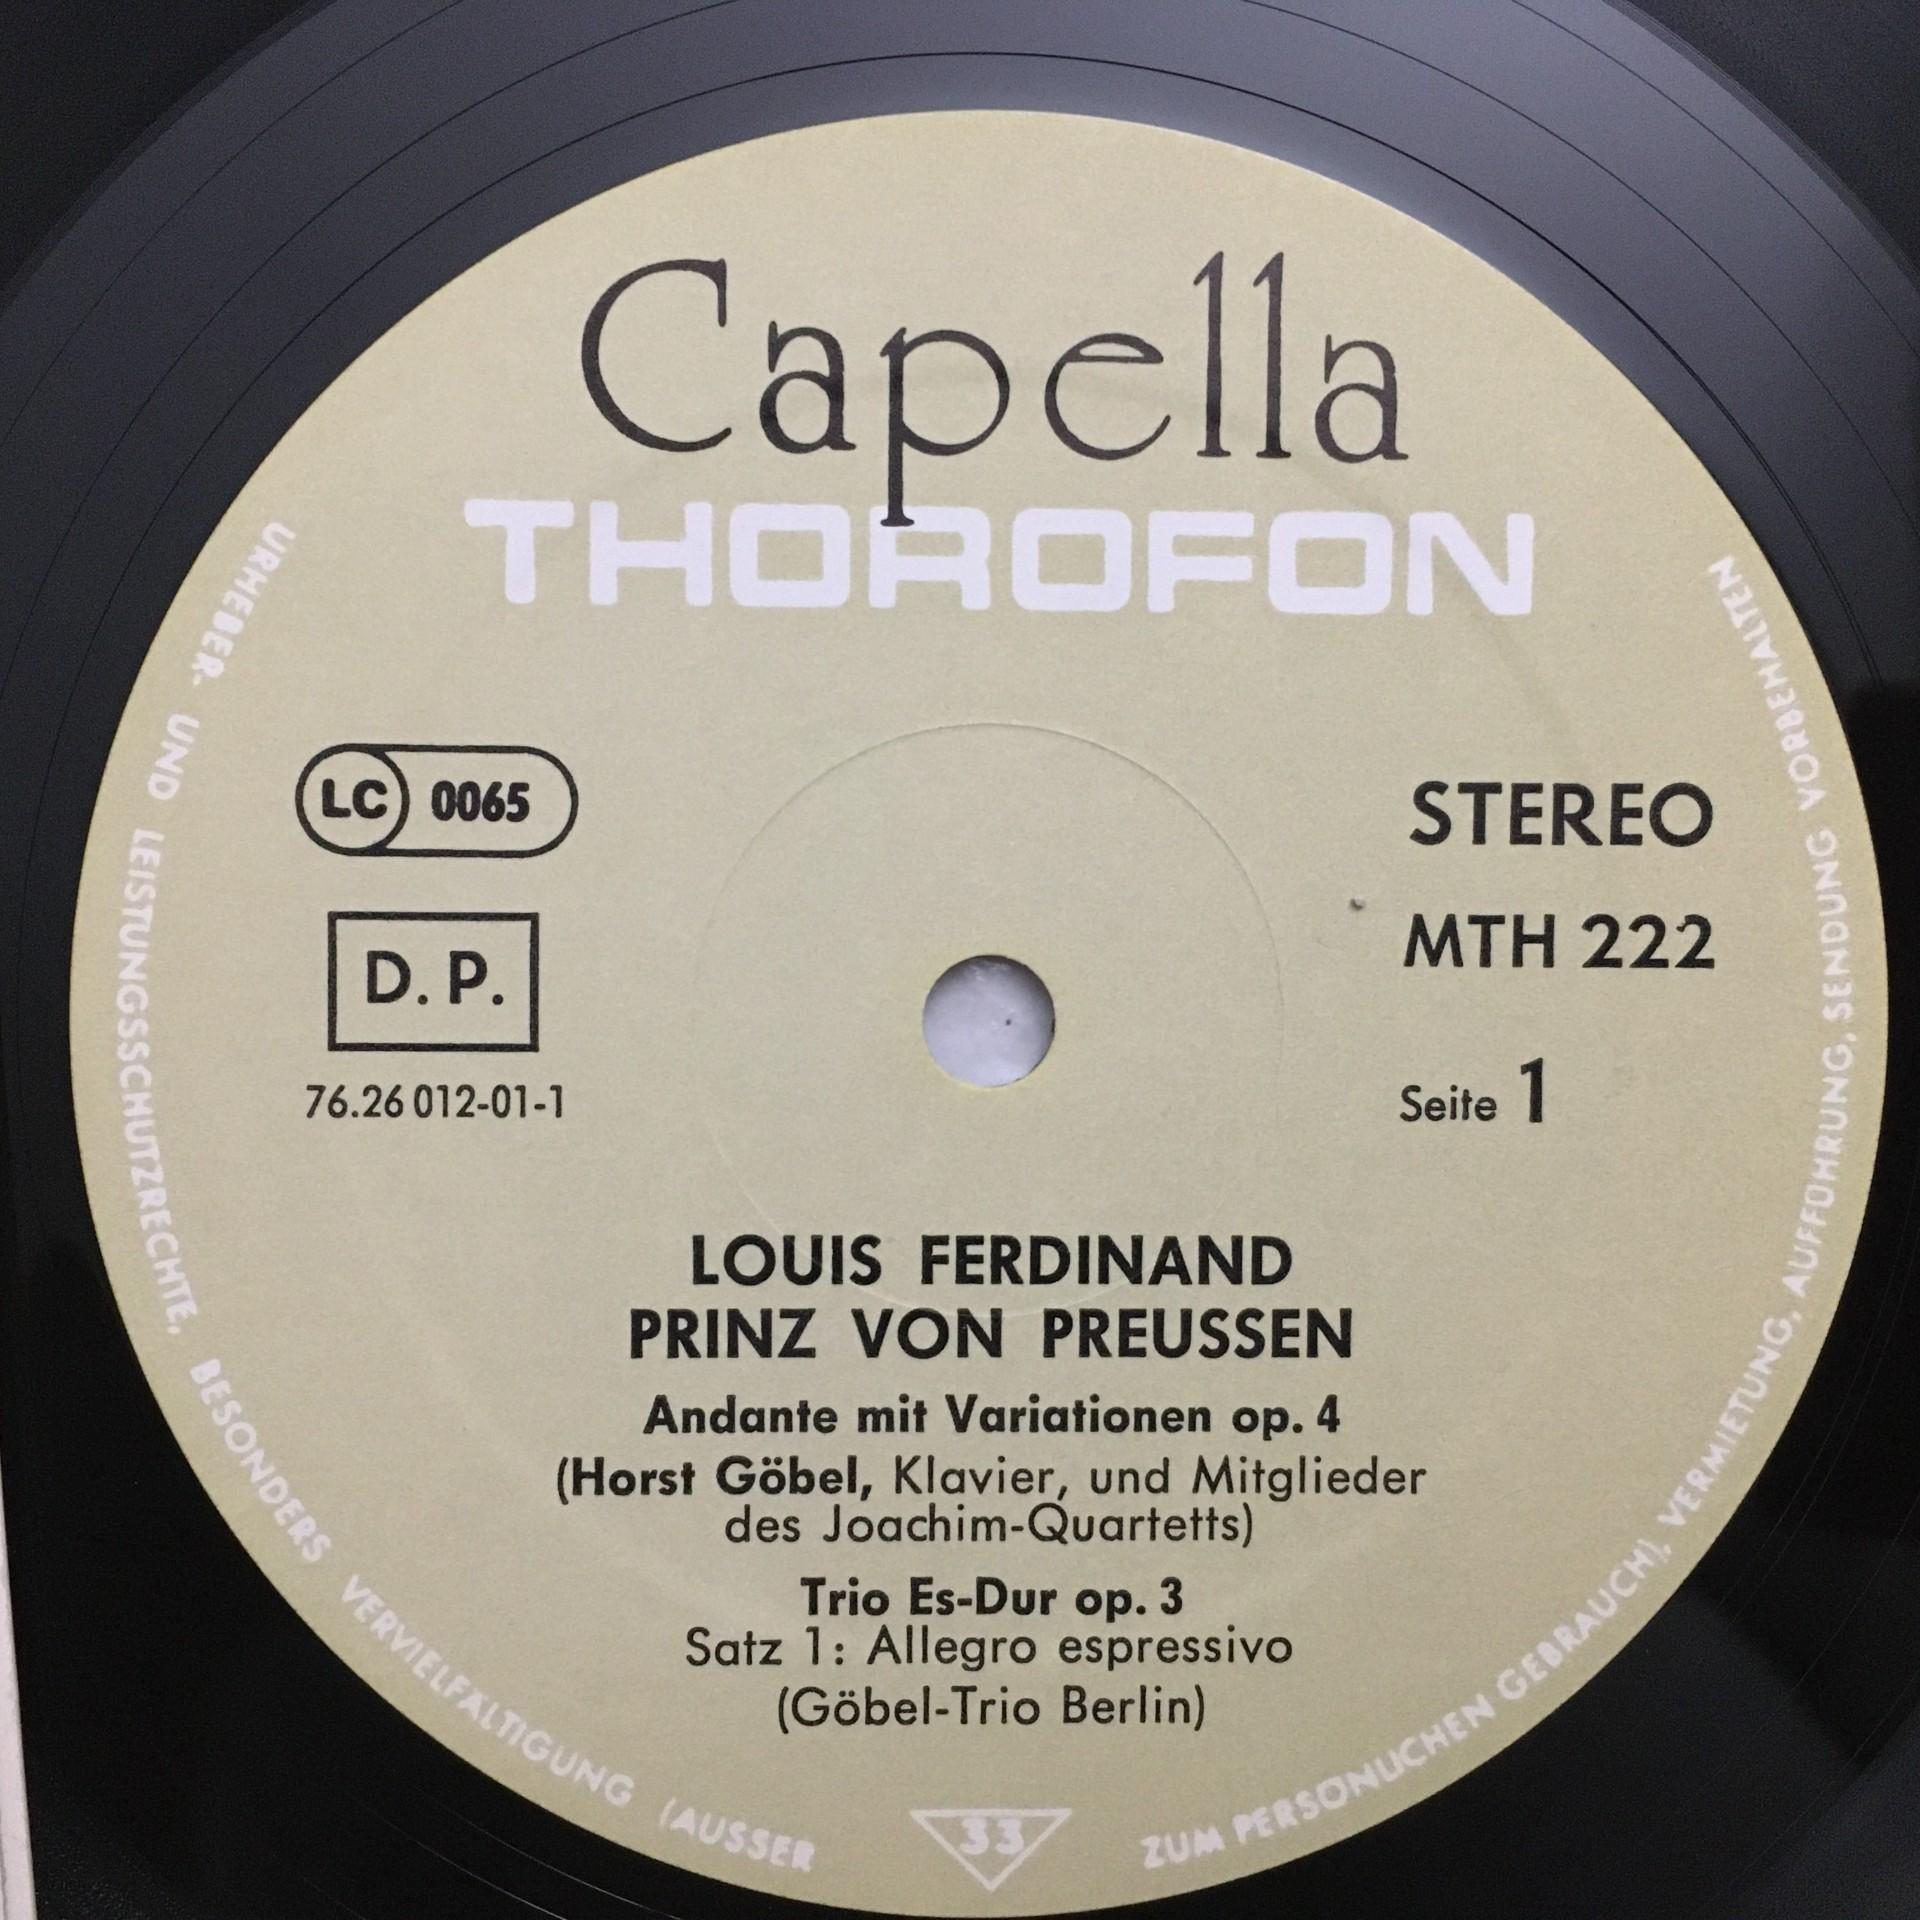 Capella
THOROFON
LC 0065
STEREO
D. P.
MTH 222
76.26 012-01-1
Seite 1
LOUIS FERDINAND
PRINZ VON PREUSSEN
Andante mit Variationen op. 4
(Horst Göbel, Klavier, und Mitglieder
des Joachim-Quartetts)
Trio Es-Dur op. 3
Satz 1: Allegro espressivo
(Göbel-Trio Berlin)
33
URHEBER- UND LEISTUNGSSCHUTZRECHTE, BESONDERS VERVIELFÄLTIGUNG (AUSSER ZUM PERSÖNLICHEN GEBRAUCH), VERMIETUNG, AUFFÜHRUNG, SENDUNG VORBEHALTEN